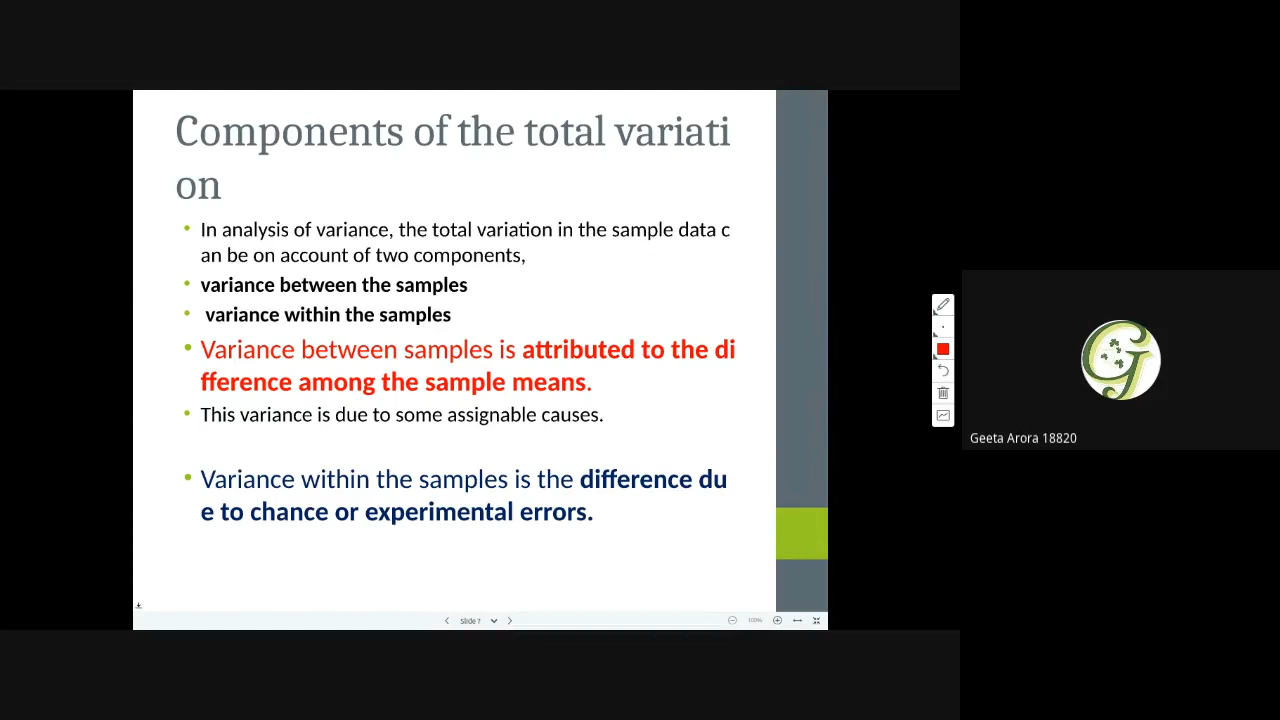 Components of the total variati
on
• In analysis of variance, the total variation in the sample data c
an be on account of two components,
• variance between the samples
• variance within the samples
• Variance between samples is attributed to the di
fference among the sample means.
• This variance is due to some assignable causes.
• Variance within the samples is the difference du
e to chance or experimental errors.
Slide 7
100%
G
Geeta Arora 18820